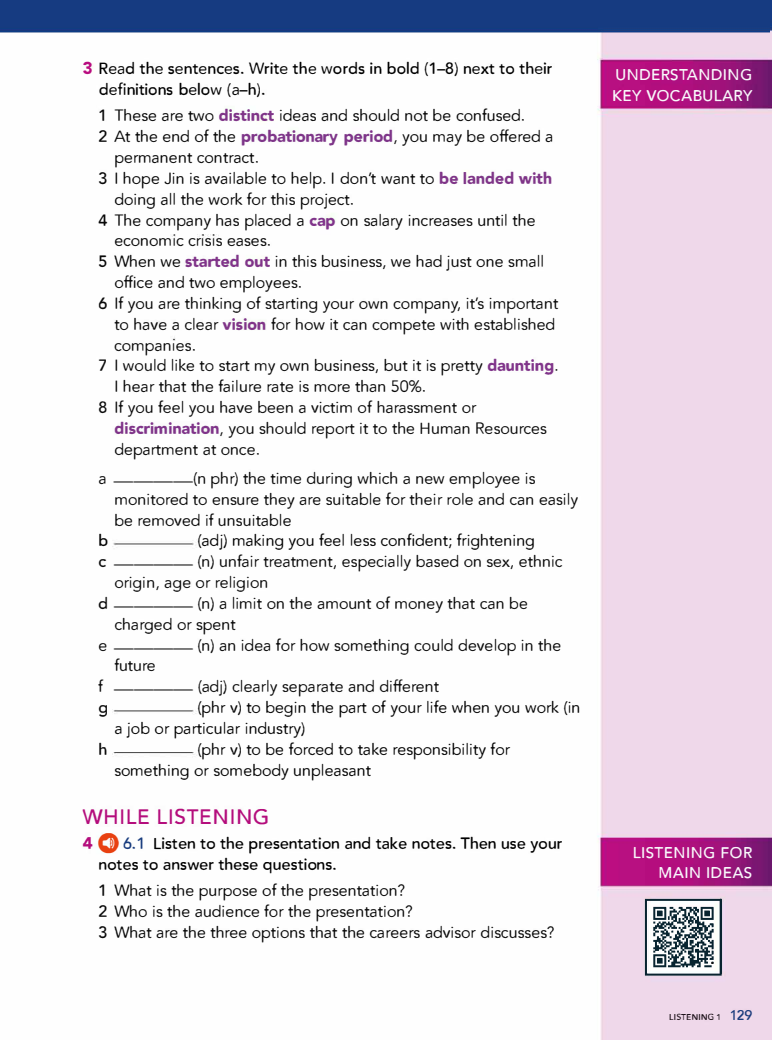 3 Read the sentences. Write the words in bold (1–8) next to their
definitions below (a–h).
1 These are two distinct ideas and should not be confused.
2 At the end of the probationary period, you may be offered a
permanent contract.
3 I hope Jin is available to help. I don't want to be landed with
doing all the work for this project.
4 The company has placed a cap on salary increases until the
economic crisis eases.
5 When we started out in this business, we had just one small
office and two employees.
6 If you are thinking of starting your own company, it's important
to have a clear vision for how it can compete with established
companies.
7 I would like to start my own business, but it is pretty daunting.
I hear that the failure rate is more than 50%.
8 If you feel you have been a victim of harassment or
discrimination, you should report it to the Human Resources
department at once.
a __________(n phr) the time during which a new employee is
monitored to ensure they are suitable for their role and can easily
be removed if unsuitable
b __________ (adj) making you feel less confident; frightening
c __________ (n) unfair treatment, especially based on sex, ethnic
origin, age or religion
d __________ (n) a limit on the amount of money that can be
charged or spent
e __________ (n) an idea for how something could develop in the
future
f __________ (adj) clearly separate and different
g __________ (phr v) to begin the part of your life when you work (in
a job or particular industry)
h __________ (phr v) to be forced to take responsibility for
something or somebody unpleasant
WHILE LISTENING
4 6.1 Listen to the presentation and take notes. Then use your
notes to answer these questions.
1 What is the purpose of the presentation?
2 Who is the audience for the presentation?
3 What are the three options that the careers advisor discusses?
UNDERSTANDING
KEY VOCABULARY
LISTENING FOR
MAIN IDEAS
LISTENING 1 129